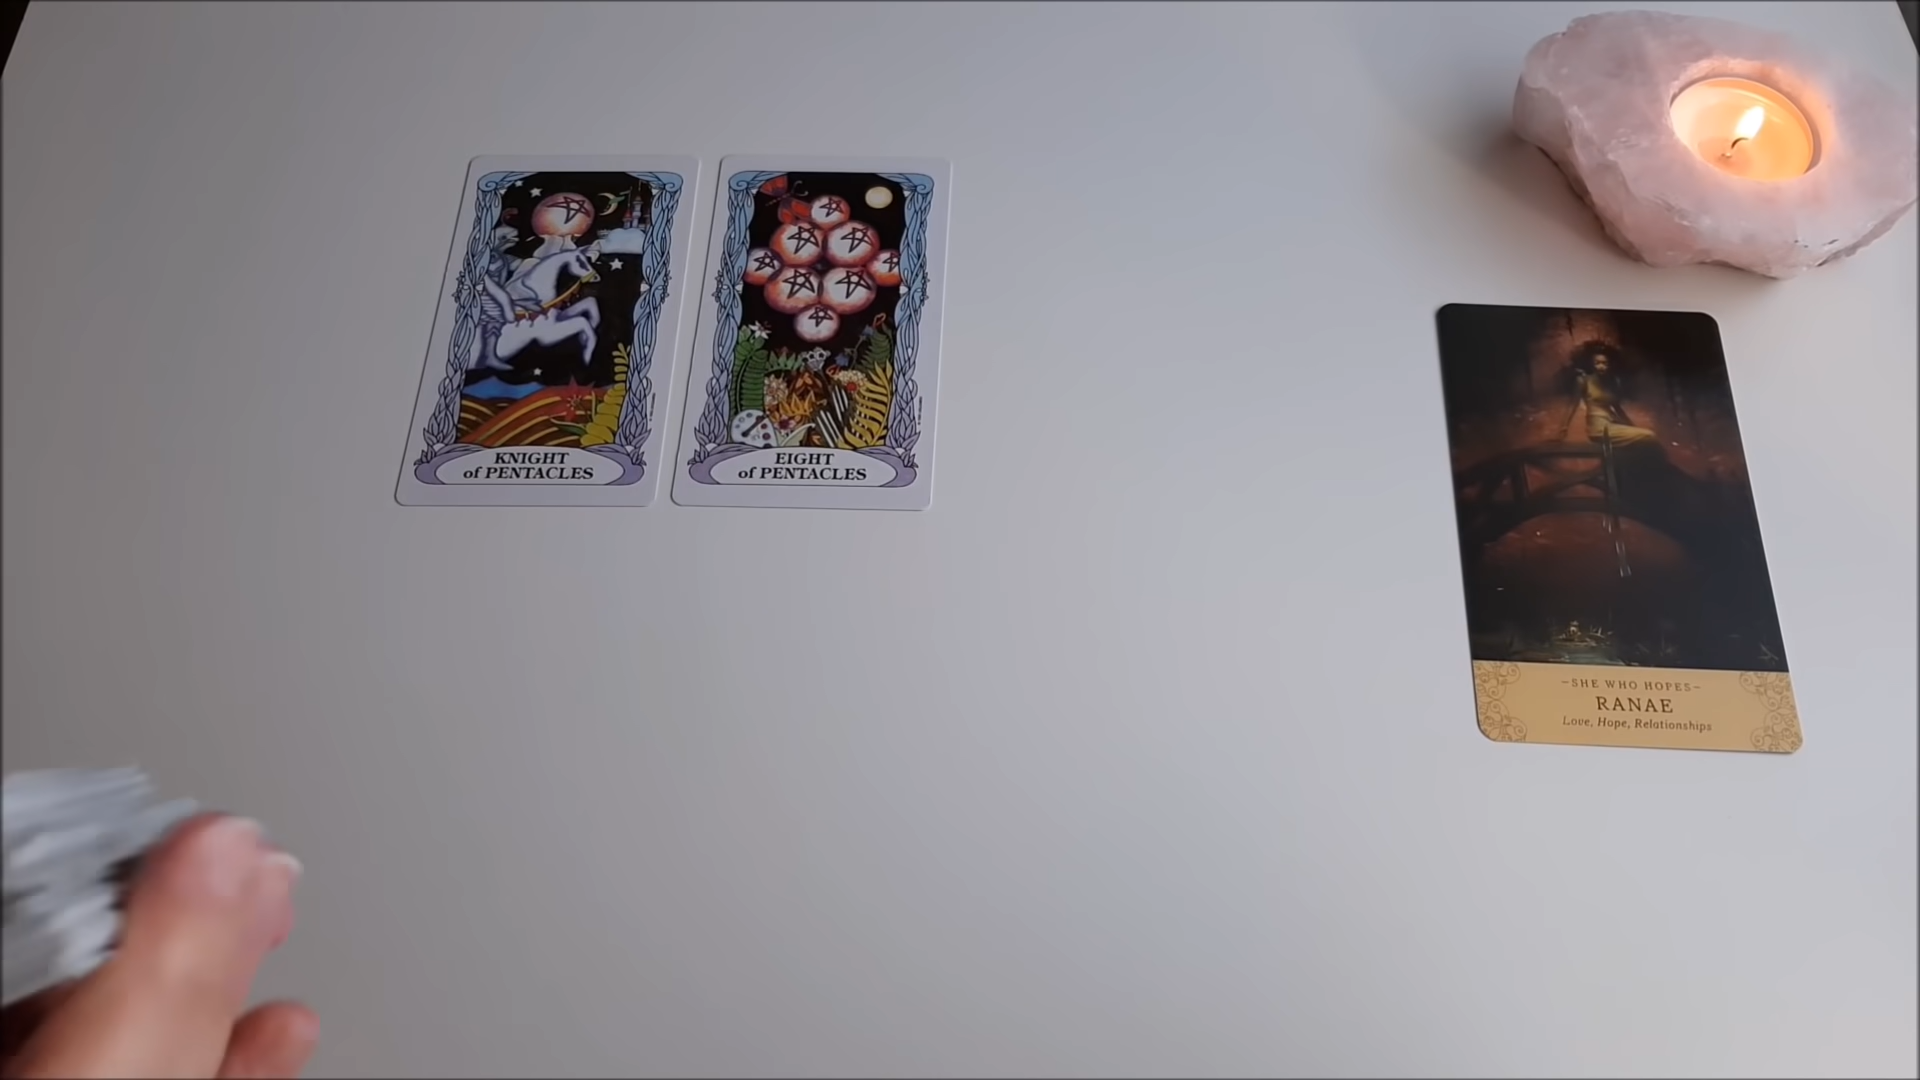 KNIGHT
of PENTACLES
EIGHT
of PENTACLES
~SHE WHO HOPES~
RANAE
Love, Hope, Relationships